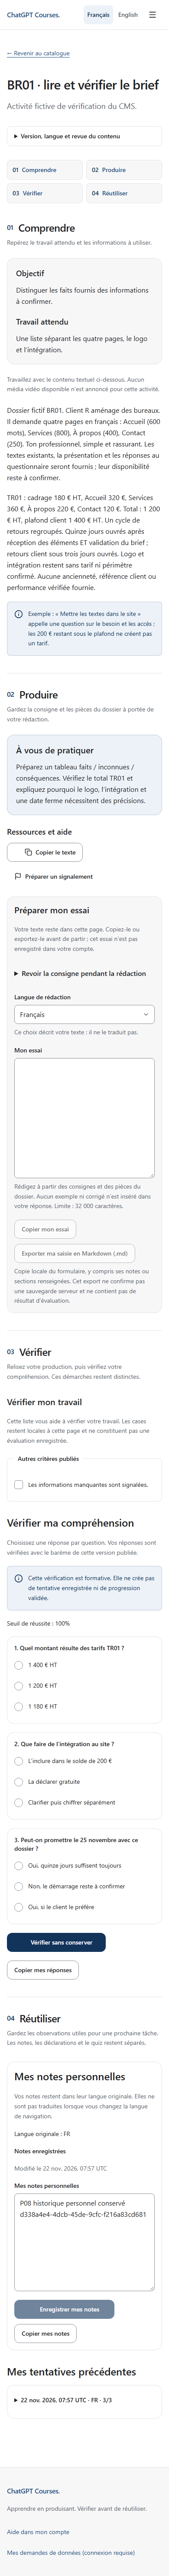 ChatGPT Courses.
Français
English
← Revenir au catalogue
BR01 · lire et vérifier le brief
Activité fictive de vérification du CMS.
Version, langue et revue du contenu
01 Comprendre
02 Produire
03 Vérifier
04 Réutiliser
01 Comprendre
Repérez le travail attendu et les informations à utiliser.
Objectif
Distinguer les faits fournis des informations
à confirmer.
Travail attendu
Une liste séparant les quatre pages, le logo
et l'intégration.
Travaillez avec le contenu textuel ci-dessous. Aucun
média vidéo disponible n'est annoncé pour cette activité.
Dossier fictif BR01. Client R aménage des bureaux.
Il demande quatre pages en français : Accueil (600
mots), Services (800), À propos (400), Contact
(250). Ton professionnel, simple et rassurant. Les
textes existants, la présentation et les réponses au
questionnaire seront fournis ; leur disponibilité
reste à confirmer.
TR01 : cadrage 180 € HT, Accueil 320 €, Services
360 €, À propos 220 €, Contact 120 €. Total : 1 200
€ HT, plafond client 1 400 € HT. Un cycle de
retours regroupés. Quinze jours ouvrés après
réception des éléments ET validation du brief ;
retours client sous trois jours ouvrés. Logo et
intégration restent sans tarif ni périmètre
confirmé. Aucune ancienneté, référence client ou
performance vérifiée fournie.
Exemple : « Mettre les textes dans le site »
appelle une question sur le besoin et les accès :
les 200 € restant sous le plafond ne créent pas
un tarif.
02 Produire
Gardez la consigne et les pièces du dossier à portée de
votre rédaction.
À vous de pratiquer
Préparez un tableau faits / inconnues /
conséquences. Vérifiez le total TR01 et
expliquez pourquoi le logo, l'intégration et
une date ferme nécessitent des précisions.
Ressources et aide
Copier le texte
Préparer un signalement
Préparer mon essai
Votre texte reste dans cette page. Copiez-le ou
exportez-le avant de partir ; cet essai n'est pas
enregistré dans votre compte.
Revoir la consigne pendant la rédaction
Langue de rédaction
Français
Ce choix décrit votre texte ; il ne le traduit pas.
Mon essai
Rédigez à partir des consignes et des pièces du
dossier. Aucun exemple ni corrigé n'est inséré dans
votre réponse. Limite : 32 000 caractères.
Copier mon essai
Exporter ma saisie en Markdown (.md)
Copie locale du formulaire, y compris ses notes ou
sections renseignées. Cet export ne confirme pas
une sauvegarde serveur et ne contient pas de
résultat d'évaluation.
03 Vérifier
Relisez votre production, puis vérifiez votre
compréhension. Ces démarches restent distinctes.
Vérifier mon travail
Cette liste vous aide à vérifier votre travail. Les cases
restent locales à cette page et ne constituent pas une
évaluation enregistrée.
Autres critères publiés
Les informations manquantes sont signalées.
Vérifier ma compréhension
Choisissez une réponse par question. Vos réponses sont
vérifiées avec le barème de cette version publiée.
Cette vérification est formative. Elle ne crée pas
de tentative enregistrée ni de progression
validée.
Seuil de réussite : 100%
1. Quel montant résulte des tarifs TR01 ?
1 400 € HT
1 200 € HT
1 180 € HT
2. Que faire de l'intégration au site ?
L'inclure dans le solde de 200 €
La déclarer gratuite
Clarifier puis chiffrer séparément
3. Peut-on promettre le 25 novembre avec ce
dossier ?
Oui, quinze jours suffisent toujours
Non, le démarrage reste à confirmer
Oui, si le client le préfère
Vérifier sans conserver
Copier mes réponses
04 Réutiliser
Gardez les observations utiles pour une prochaine tâche.
Les notes, les déclarations et le quiz restent séparés.
Mes notes personnelles
Vos notes restent dans leur langue originale. Elles ne
sont pas traduites lorsque vous changez la langue
de navigation.
Langue originale : FR
Notes enregistrées
Modifié le 22 nov. 2026, 07:57 UTC
Mes notes personnelles
P08 historique personnel conservé
d338a4e4-4dcb-45de-9cfc-f216a83cd681
Enregistrer mes notes
Copier mes notes
Mes tentatives précédentes
22 nov. 2026, 07:57 UTC · FR · 3/3
ChatGPT Courses.
Apprendre en produisant. Vérifier avant de réutiliser.
Aide dans mon compte
Mes demandes de données (connexion requise)